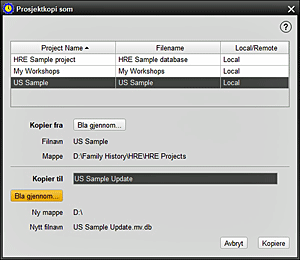 Prosjektkopi som
?
Project Name Filename Local/Remote
HRE Sample project HRE Sample database Local
My Workshops My Workshops Local
US Sample US Sample Local
Kopier fra Bla gjennom...
Filnavn US Sample
Mappe D:\Family History\HRE\HRE Projects
Kopier til US Sample Update
Bla gjennom...
Ny mappe D:\
Nytt filnavn US Sample Update.mv.db
Avbryt Kopiere